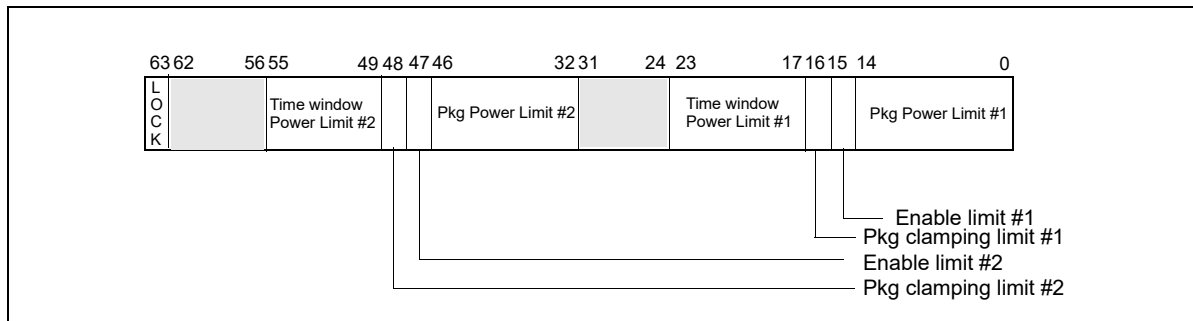 63 62 56 55 49 48 47 46 32 31 24 23 17 16 15 14 0
L
O
C
K
Time window
Power Limit #2
Pkg Power Limit #2
Time window
Power Limit #1
Pkg Power Limit #1
Enable limit #1
Pkg clamping limit #1
Enable limit #2
Pkg clamping limit #2